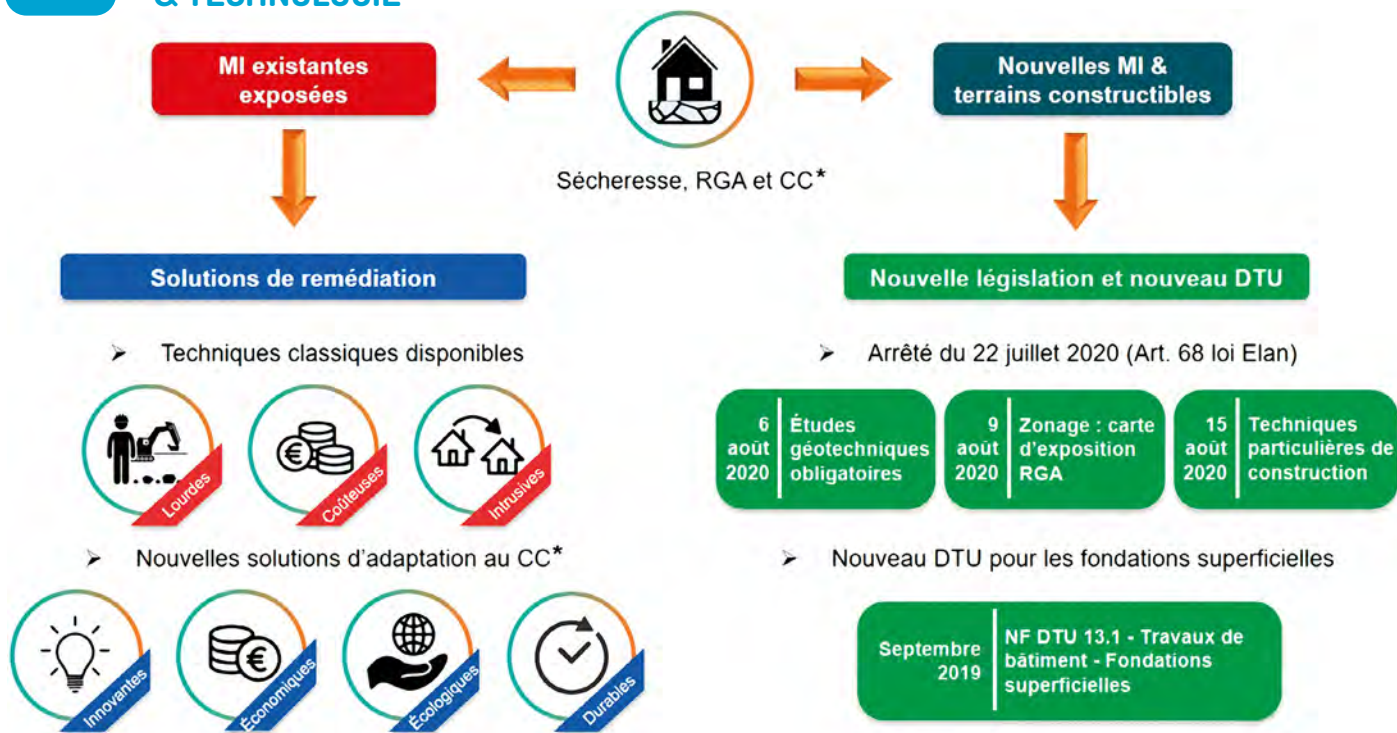 & TECHNOLOGIE
MI existantes
exposées
Nouvelles MI &
terrains constructibles
Sécheresse, RGA et CC*
Solutions de remédiation
Techniques classiques disponibles
Lourdes
Coûteuses
Intrusives
Nouvelles solutions d'adaptation au CC*
Innovantes
Économiques
Écologiques
Durables
Nouvelle législation et nouveau DTU
Arrêté du 22 juillet 2020 (Art. 68 loi Elan)
6
août
2020
Études
géotechniques
obligatoires
9
août
2020
Zonage : carte
d'exposition
RGA
15
août
2020
Techniques
particulières de
construction
Nouveau DTU pour les fondations superficielles
Septembre
2019
NF DTU 13.1 - Travaux de
bâtiment - Fondations
superficielles